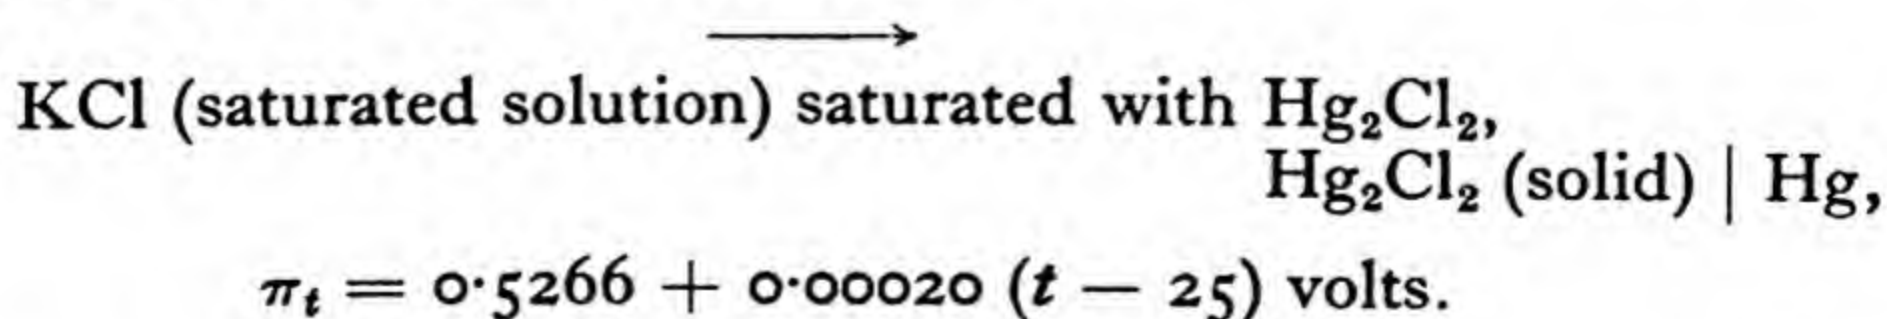 ⟶
KCl (saturated solution) saturated with Hg₂Cl₂,
Hg₂Cl₂ (solid) | Hg,
π_t = 0·5266 + 0·00020 (t − 25) volts.